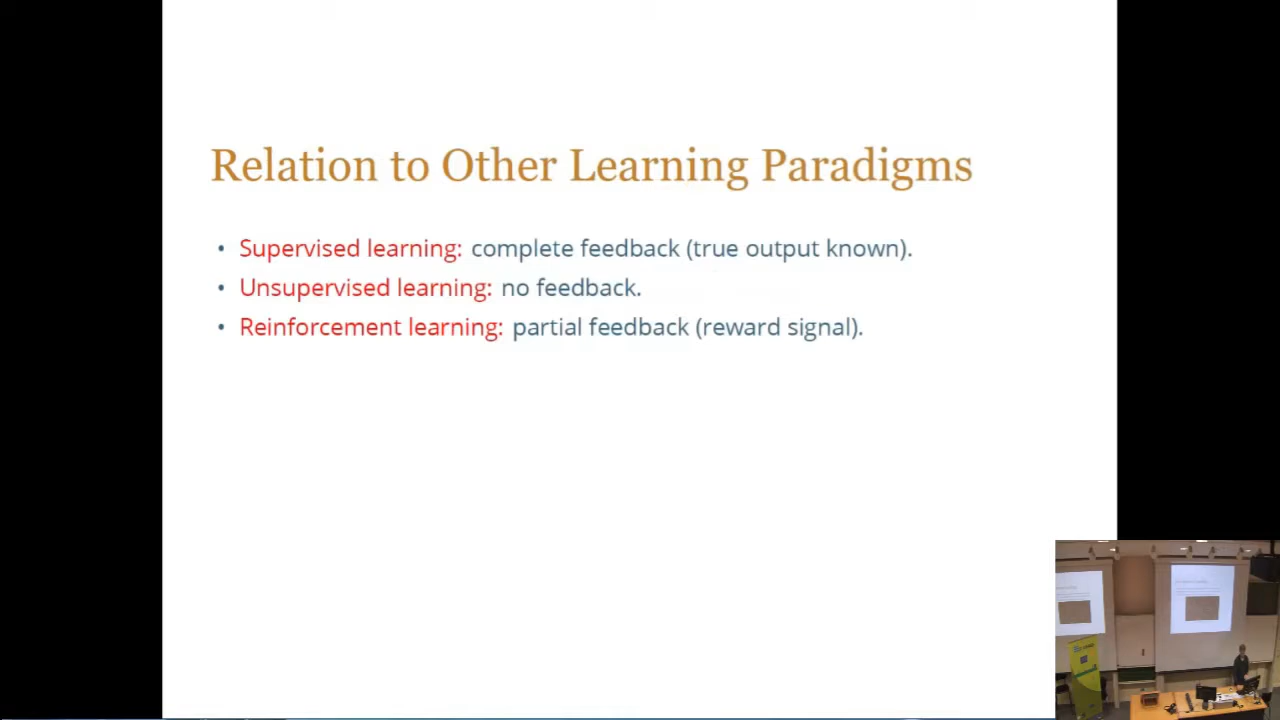 Relation to Other Learning Paradigms
• Supervised learning: complete feedback (true output known).
• Unsupervised learning: no feedback.
• Reinforcement learning: partial feedback (reward signal).